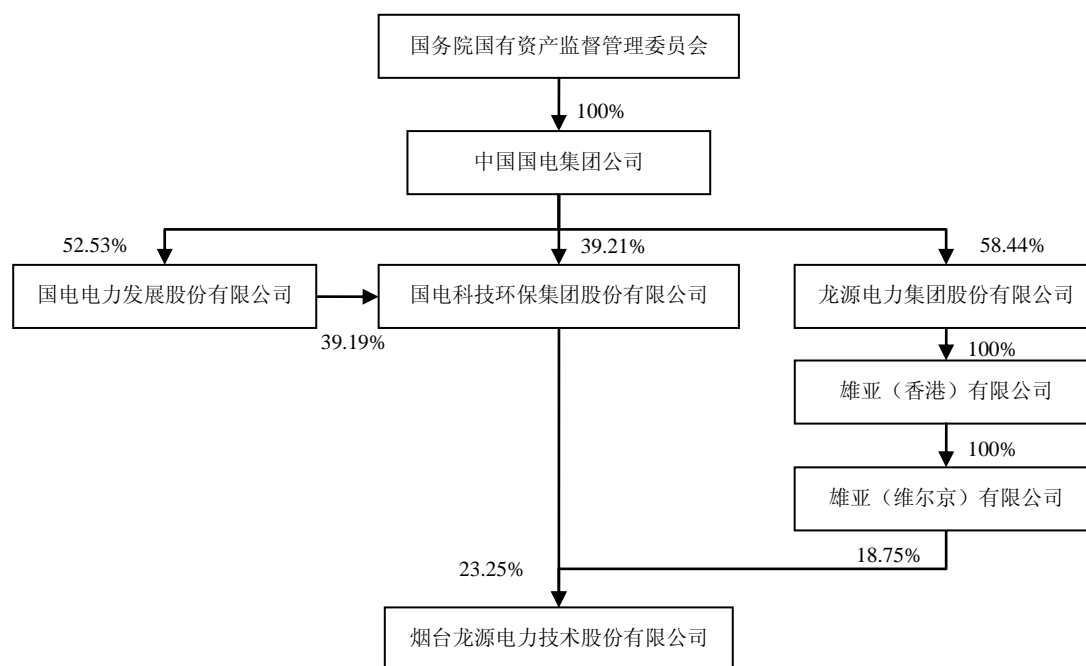 国务院国有资产监督管理委员会
100%
中国国电集团公司
52.53%
39.21%
58.44%
国电电力发展股份有限公司
国电科技环保集团股份有限公司
龙源电力集团股份有限公司
39.19%
100%
雄亚（香港）有限公司
100%
雄亚（维尔京）有限公司
23.25%
18.75%
烟台龙源电力技术股份有限公司